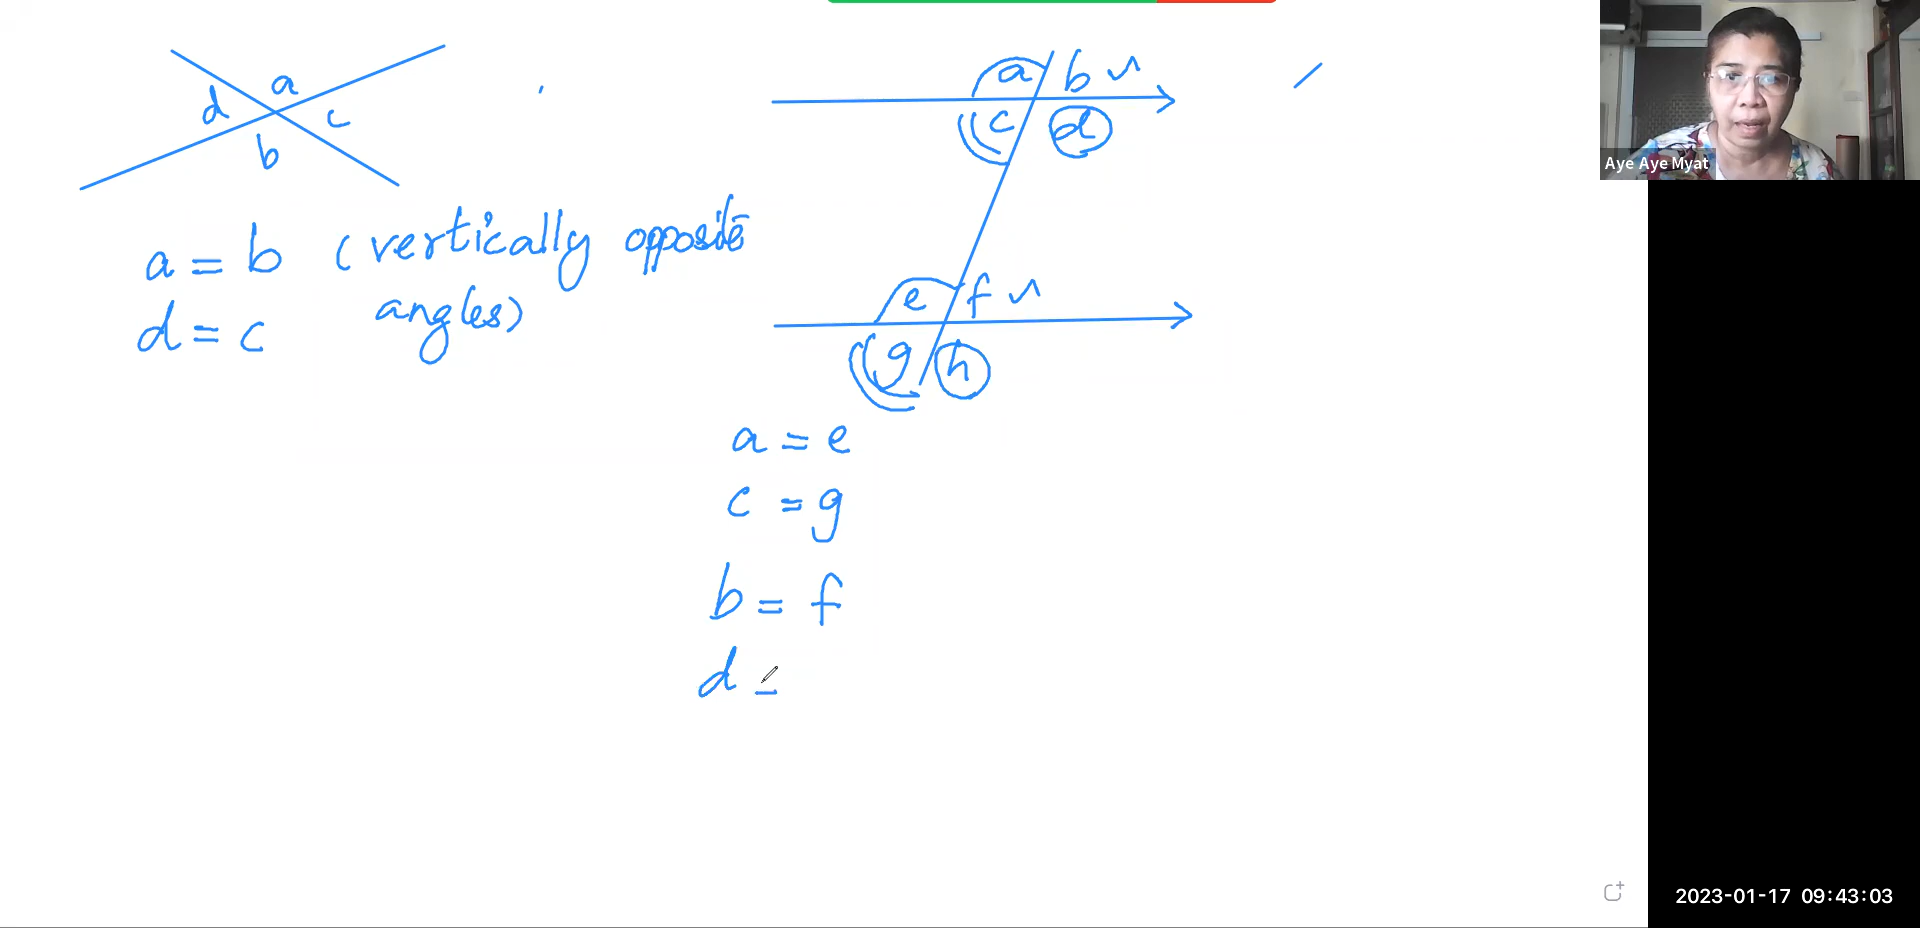 a
d
c
b
a = b (vertically opposite
d = c angles)
a b
c d
e f
g h
a = e
c = g
b = f
d =
Aye Aye Myat
2023-01-17 09:43:03